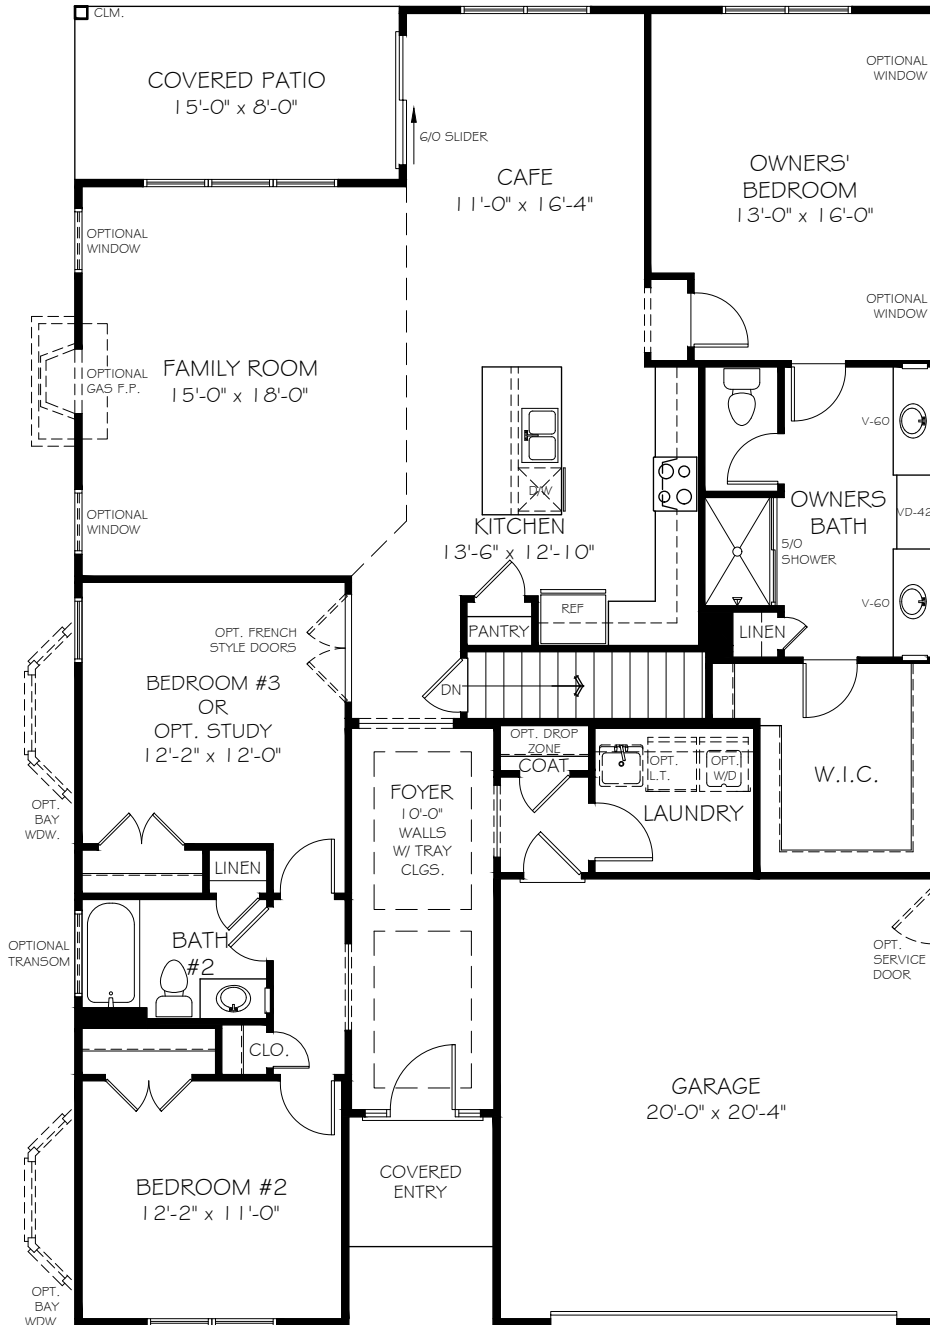 CLM.
COVERED PATIO
15'-0" x 8'-0"
6/0 SLIDER
CAFE
11'-0" x 16'-4"
OPTIONAL
WINDOW
OWNERS'
BEDROOM
13'-0" x 16'-0"
OPTIONAL
WINDOW
OPTIONAL
WINDOW
OPTIONAL
GAS F.P.
FAMILY ROOM
15'-0" x 18'-0"
OPTIONAL
WINDOW
D/W
KITCHEN
13'-6" x 12'-10"
V-60
OWNERS
BATH
VD-42
5/0
SHOWER
V-60
REF
PANTRY
LINEN
OPT. FRENCH
STYLE DOORS
BEDROOM #3
OR
OPT. STUDY
12'-2" x 12'-0"
DN
OPT. DROP
ZONE
COAT
OPT.
L.T.
OPT.
W/D
LAUNDRY
W.I.C.
FOYER
10'-0"
WALLS
W/ TRAY
CLGS.
OPT.
BAY
WDW.
LINEN
OPTIONAL
TRANSOM
BATH
#2
OPT.
SERVICE
DOOR
CLO.
GARAGE
20'-0" x 20'-4"
COVERED
ENTRY
BEDROOM #2
12'-2" x 11'-0"
OPT.
BAY
WDW.